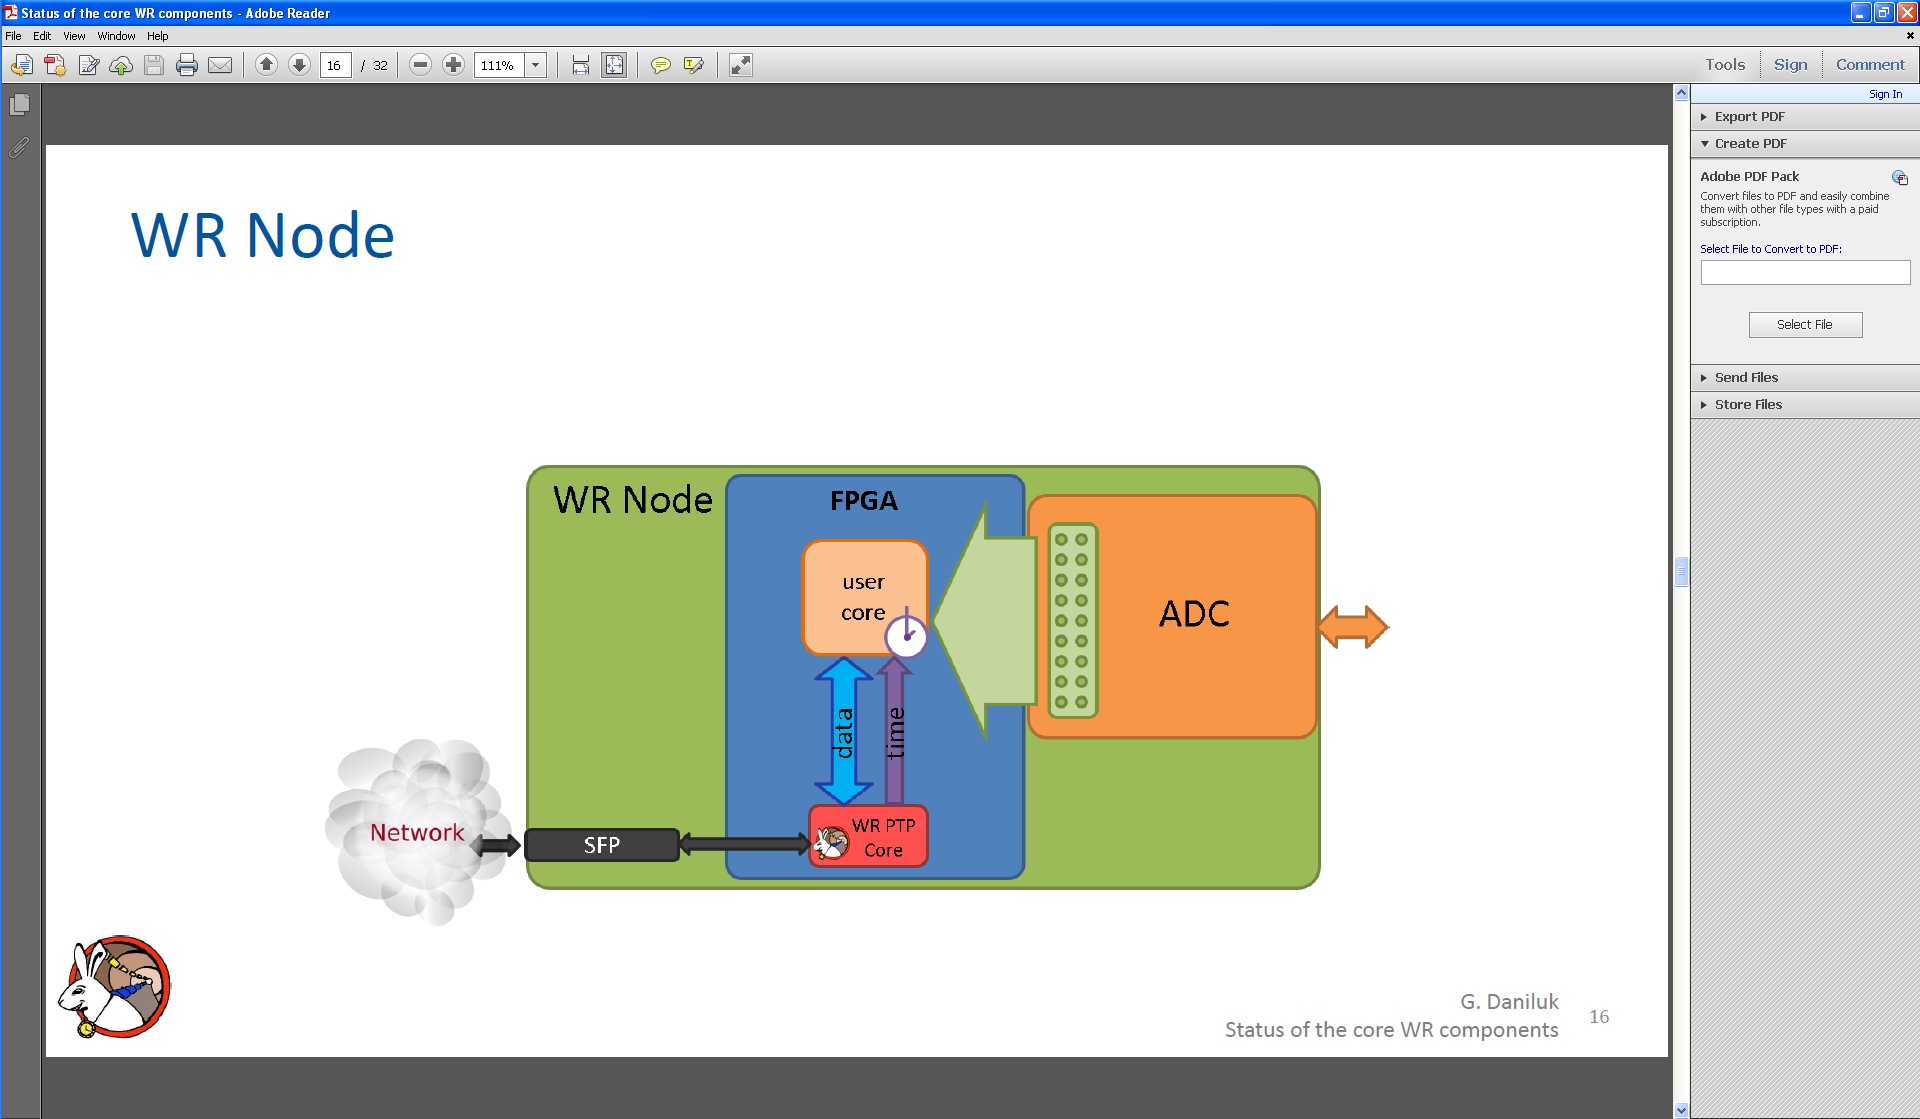 Status of the core WR components - Adobe Reader
File Edit View Window Help
16 / 32 111% Tools Sign Comment
Sign In
Export PDF
Create PDF
Adobe PDF Pack
Convert files to PDF and easily combine
them with other file types with a paid
subscription.
Select File to Convert to PDF:
Select File
Send Files
Store Files
WR Node
WR Node
FPGA
user
core
ADC
data
time
Network
SFP
WR PTP
Core
G. Daniluk
Status of the core WR components
16